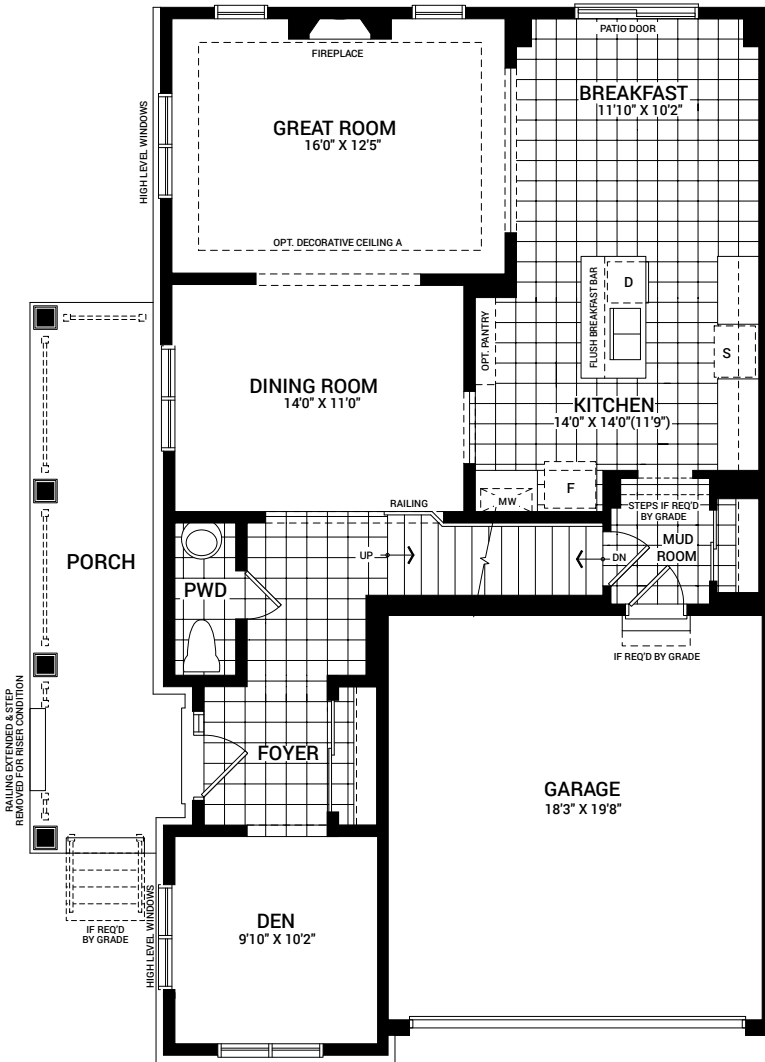 PATIO DOOR
FIREPLACE
BREAKFAST
11'10" X 10'2"
HIGH LEVEL WINDOWS
GREAT ROOM
16'0" X 12'5"
OPT. DECORATIVE CEILING A
FLUSH BREAKFAST BAR
D
OPT. PANTRY
S
DINING ROOM
14'0" X 11'0"
KITCHEN
14'0" X 14'0"(11'9")
MW
F
RAILING
STEPS IF REQ'D
BY GRADE
MUD
ROOM
UP
DN
PORCH
PWD
IF REQ'D BY GRADE
RAILING EXTENDED & STEP
REMOVED FOR RISER CONDITION
FOYER
GARAGE
18'3" X 19'8"
IF REQ'D
BY GRADE
HIGH LEVEL WINDOWS
DEN
9'10" X 10'2"